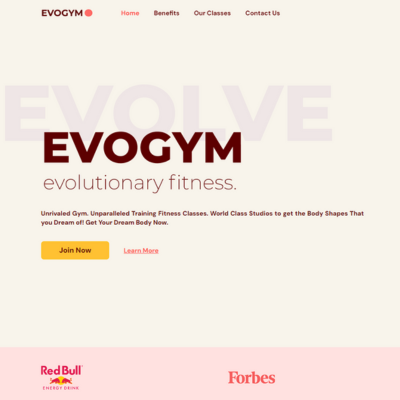 EVOGYM
Home Benefits Our Classes Contact Us
EVOLVE
EVOGYM
evolutionary fitness.
Unrivaled Gym. Unparalleled Training Fitness Classes. World Class Studios to get the Body Shapes That
you Dream of! Get Your Dream Body Now.
Join Now
Learn More
Red Bull
ENERGY DRINK
Forbes